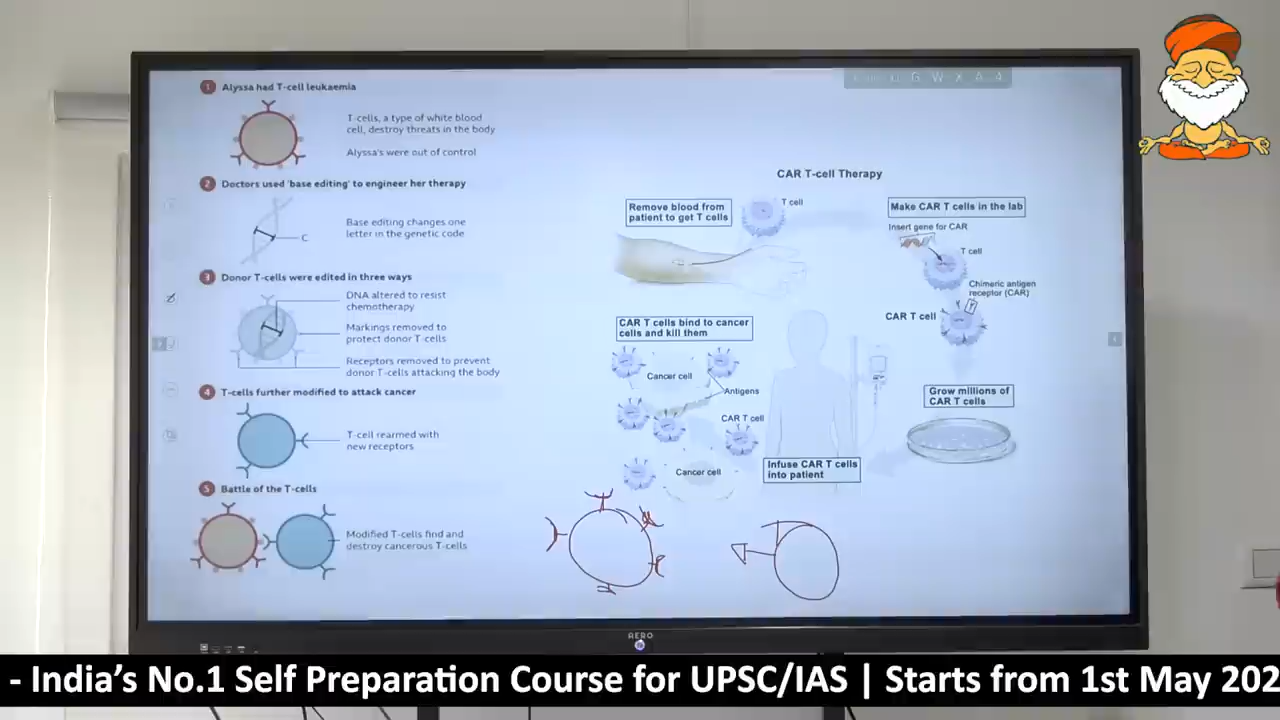 1 Alyssa had T-cell leukaemia
T-cells, a type of white blood
cell, destroy threats in the body
Alyssa's were out of control
2 Doctors used 'base editing' to engineer her therapy
Base editing changes one
letter in the genetic code
C
3 Donor T-cells were edited in three ways
DNA altered to resist
chemotherapy
Markings removed to
protect donor T-cells
Receptors removed to prevent
donor T-cells attacking the body
4 T-cells further modified to attack cancer
T-cell rearmed with
new receptors
5 Battle of the T-cells
Modified T-cells find and
destroy cancerous T-cells
CAR T-cell Therapy
Remove blood from
patient to get T cells
T cell
Make CAR T cells in the lab
Insert gene for CAR
T cell
Chimeric antigen
receptor (CAR)
CAR T cell
CAR T cells bind to cancer
cells and kill them
Cancer cell
Antigens
CAR T cell
Cancer cell
Grow millions of
CAR T cells
Infuse CAR T cells
into patient
AERO
- India's No.1 Self Preparation Course for UPSC/IAS | Starts from 1st May 202